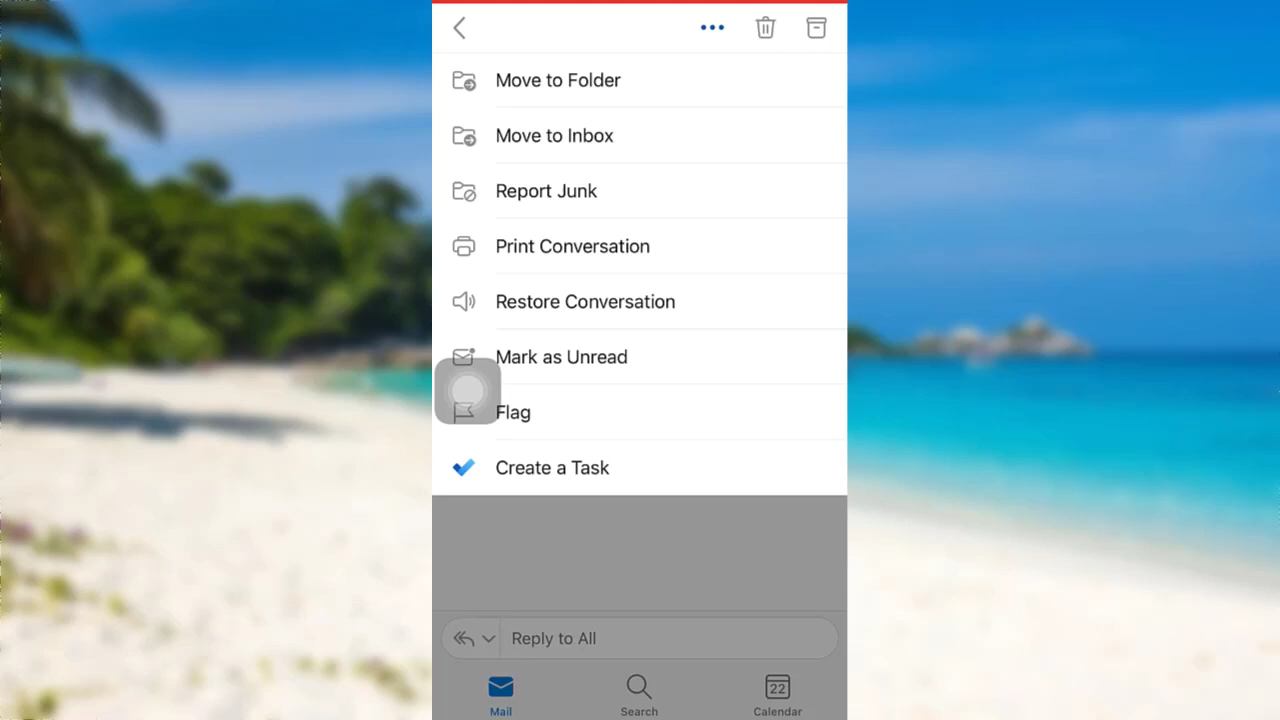 Move to Folder
Move to Inbox
Report Junk
Print Conversation
Restore Conversation
Mark as Unread
Flag
Create a Task
Reply to All
22
Mail Search Calendar